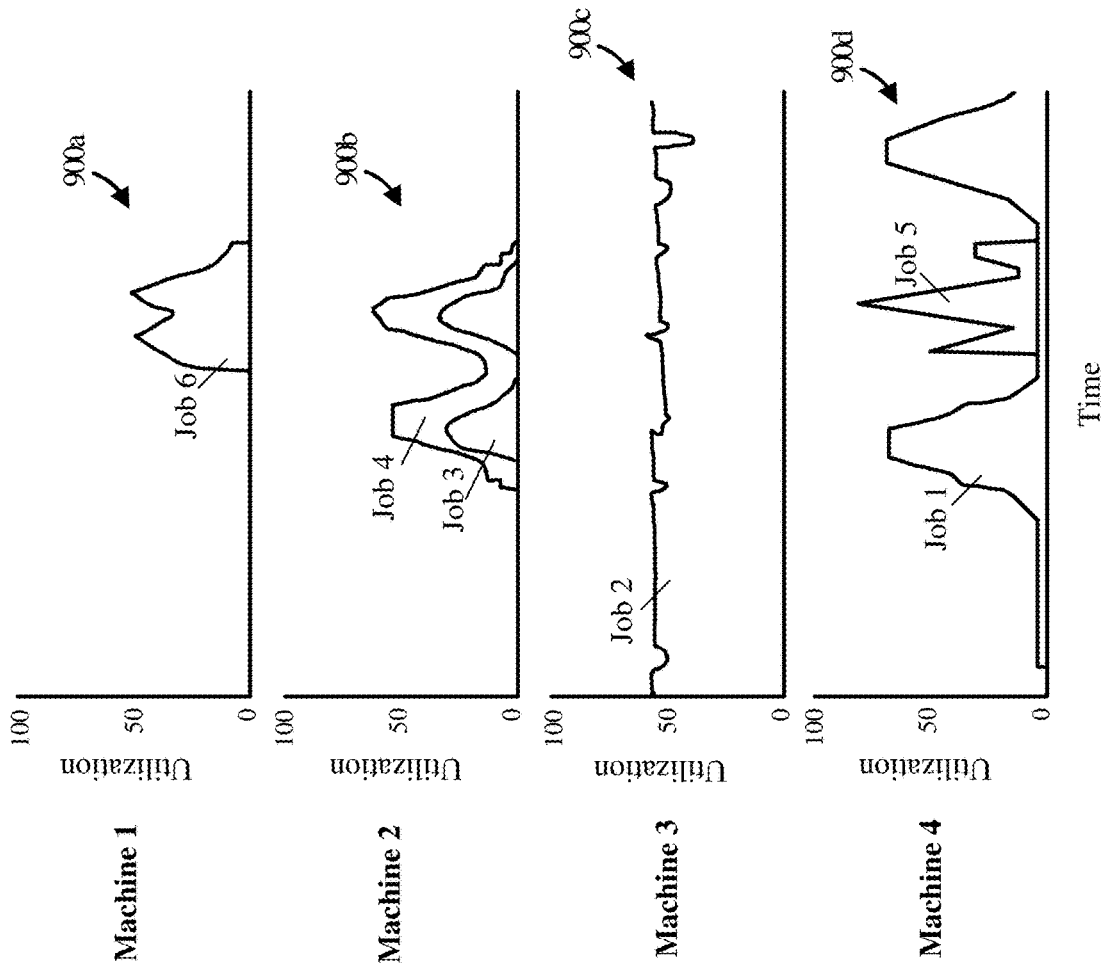 Machine 1
Utilization
100
50
0
Job 6
900a
Machine 2
Utilization
100
50
0
Job 4
Job 3
900b
Machine 3
Utilization
100
50
0
Job 2
900c
Machine 4
Utilization
100
50
0
Job 1
Job 5
900d
Time